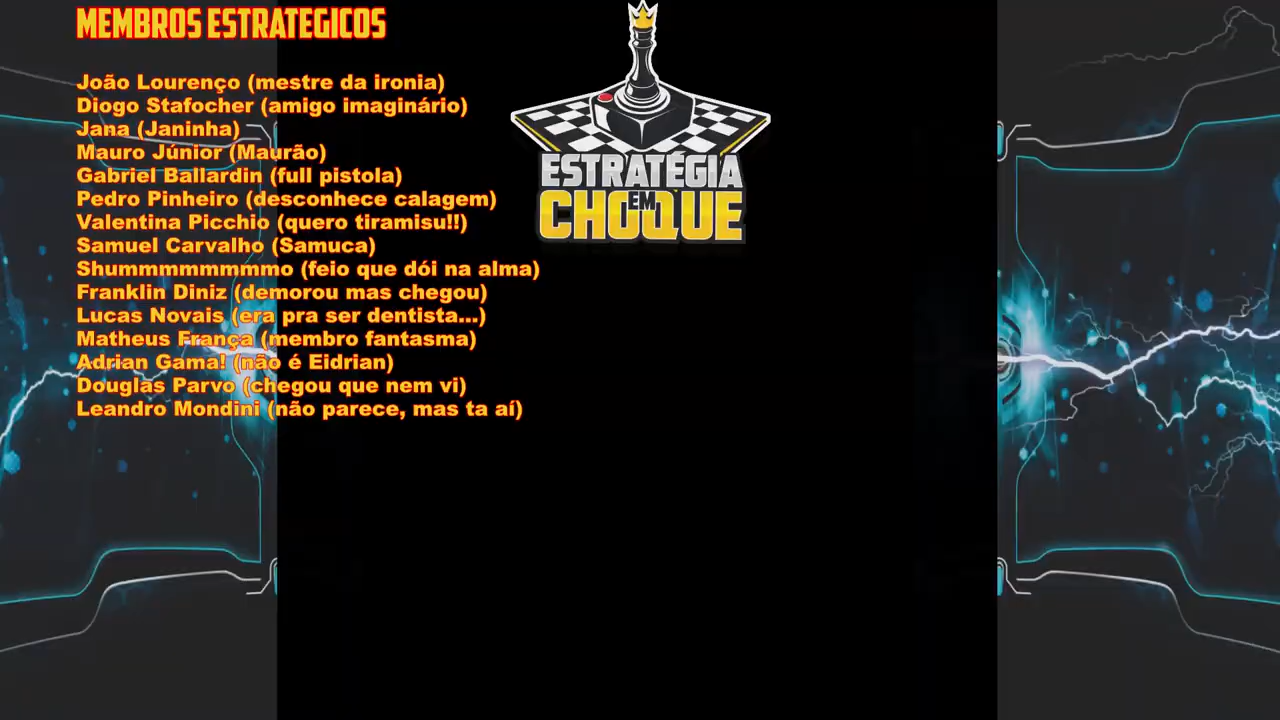 MEMBROS ESTRATEGICOS
João Lourenço (mestre da ironia)
Diogo Stafocher (amigo imaginário)
Jana (Janinha)
Mauro Júnior (Maurão)
Gabriel Ballardin (full pistola)
Pedro Pinheiro (desconhece calagem)
Valentina Picchio (quero tiramisu!!)
Samuel Carvalho (Samuca)
Shummmmmmmmo (feio que dói na alma)
Franklin Diniz (demorou mas chegou)
Lucas Novais (era pra ser dentista...)
Matheus França (membro fantasma)
Adrian Gama! (não é Eidrian)
Douglas Parvo (chegou que nem vi)
Leandro Mondini (não parece, mas ta aí)
ESTRATÉGIA
EM
CHOQUE